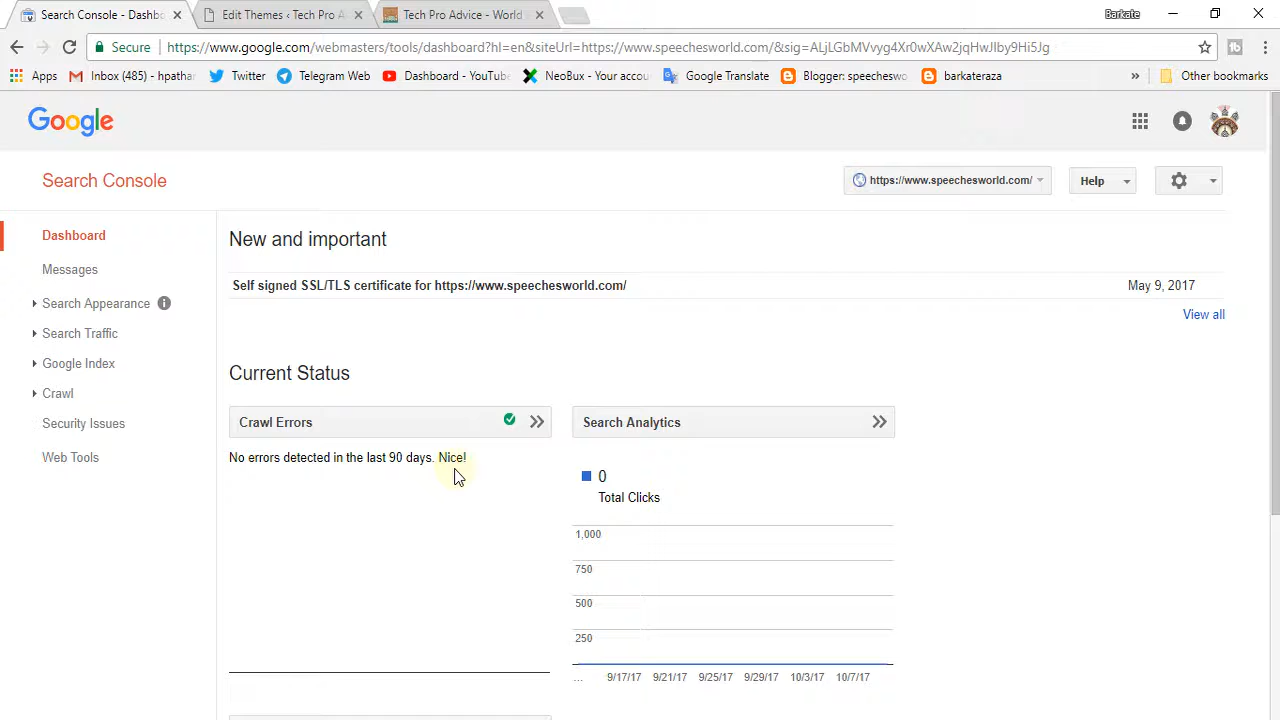 Search Console - Dashbo
Edit Themes ‹ Tech Pro A
Tech Pro Advice - World
Barkate
Secure
https://www.google.com/webmasters/tools/dashboard?hl=en&siteUrl=https://www.speechesworld.com/&sig=ALjLGbMVvyg4Xr0wXAw2jqHwJIby9Hi5Jg
Apps Inbox (485) - hpathar Twitter Telegram Web Dashboard - YouTube NeoBux - Your accou Google Translate Blogger: speecheswo barkateraza » Other bookmarks
Google
Search Console
https://www.speechesworld.com/
Help
Dashboard
Messages
Search Appearance
Search Traffic
Google Index
Crawl
Security Issues
Web Tools
New and important
Self signed SSL/TLS certificate for https://www.speechesworld.com/ May 9, 2017
View all
Current Status
Crawl Errors
No errors detected in the last 90 days. Nice!
Search Analytics
0
Total Clicks
1,000
750
500
250
... 9/17/17 9/21/17 9/25/17 9/29/17 10/3/17 10/7/17